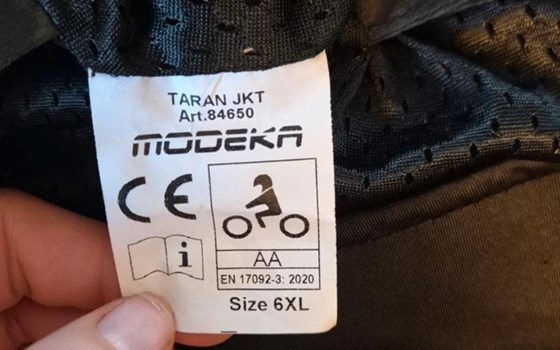 TARAN JKT
Art.84650
MODEKA
CE
i
AA
EN 17092-3: 2020
Size 6XL